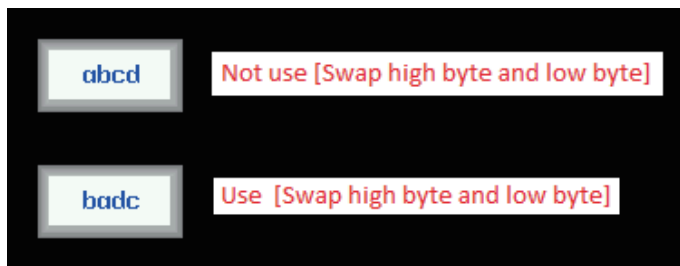 abcd Not use [Swap high byte and low byte]
badc Use [Swap high byte and low byte]